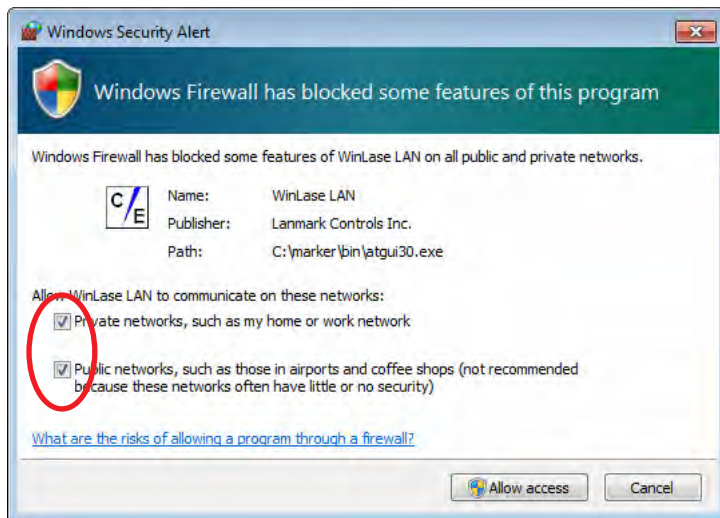 Windows Security Alert
Windows Firewall has blocked some features of this program
Windows Firewall has blocked some features of WinLase LAN on all public and private networks.
C/E
Name: WinLase LAN
Publisher: Lanmark Controls Inc.
Path: C:\marker\bin\atgui30.exe
Allow WinLase LAN to communicate on these networks:
Private networks, such as my home or work network
Public networks, such as those in airports and coffee shops (not recommended
because these networks often have little or no security)
What are the risks of allowing a program through a firewall?
Allow access Cancel